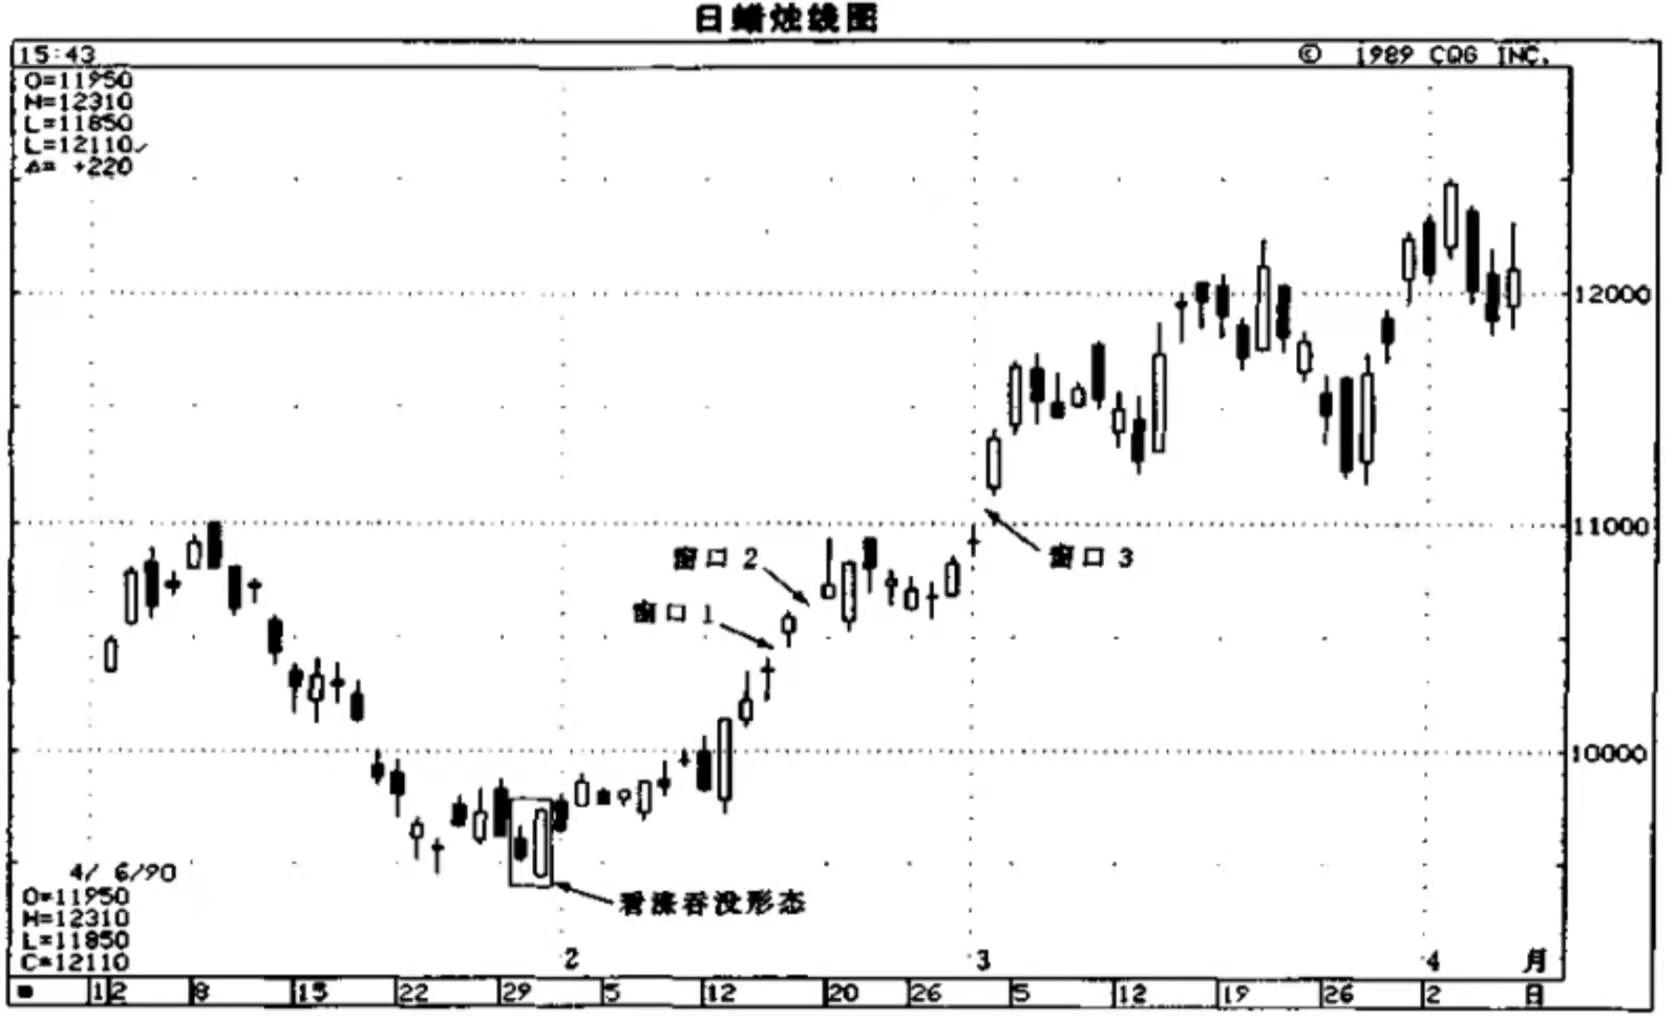 日蜡烛线图
15:43
© 1989 CQG INC.
O=11950
H=12310
L=11850
L=12110
Δ= +220
12000
11000
10000
窗口 2
窗口 1
窗口 3
看涨吞没形态
4/ 6/90
O=11950
H=12310
L=11850
C=12110
2 3 4 月
12 8 15 22 29 5 12 20 26 5 12 19 26 2 日